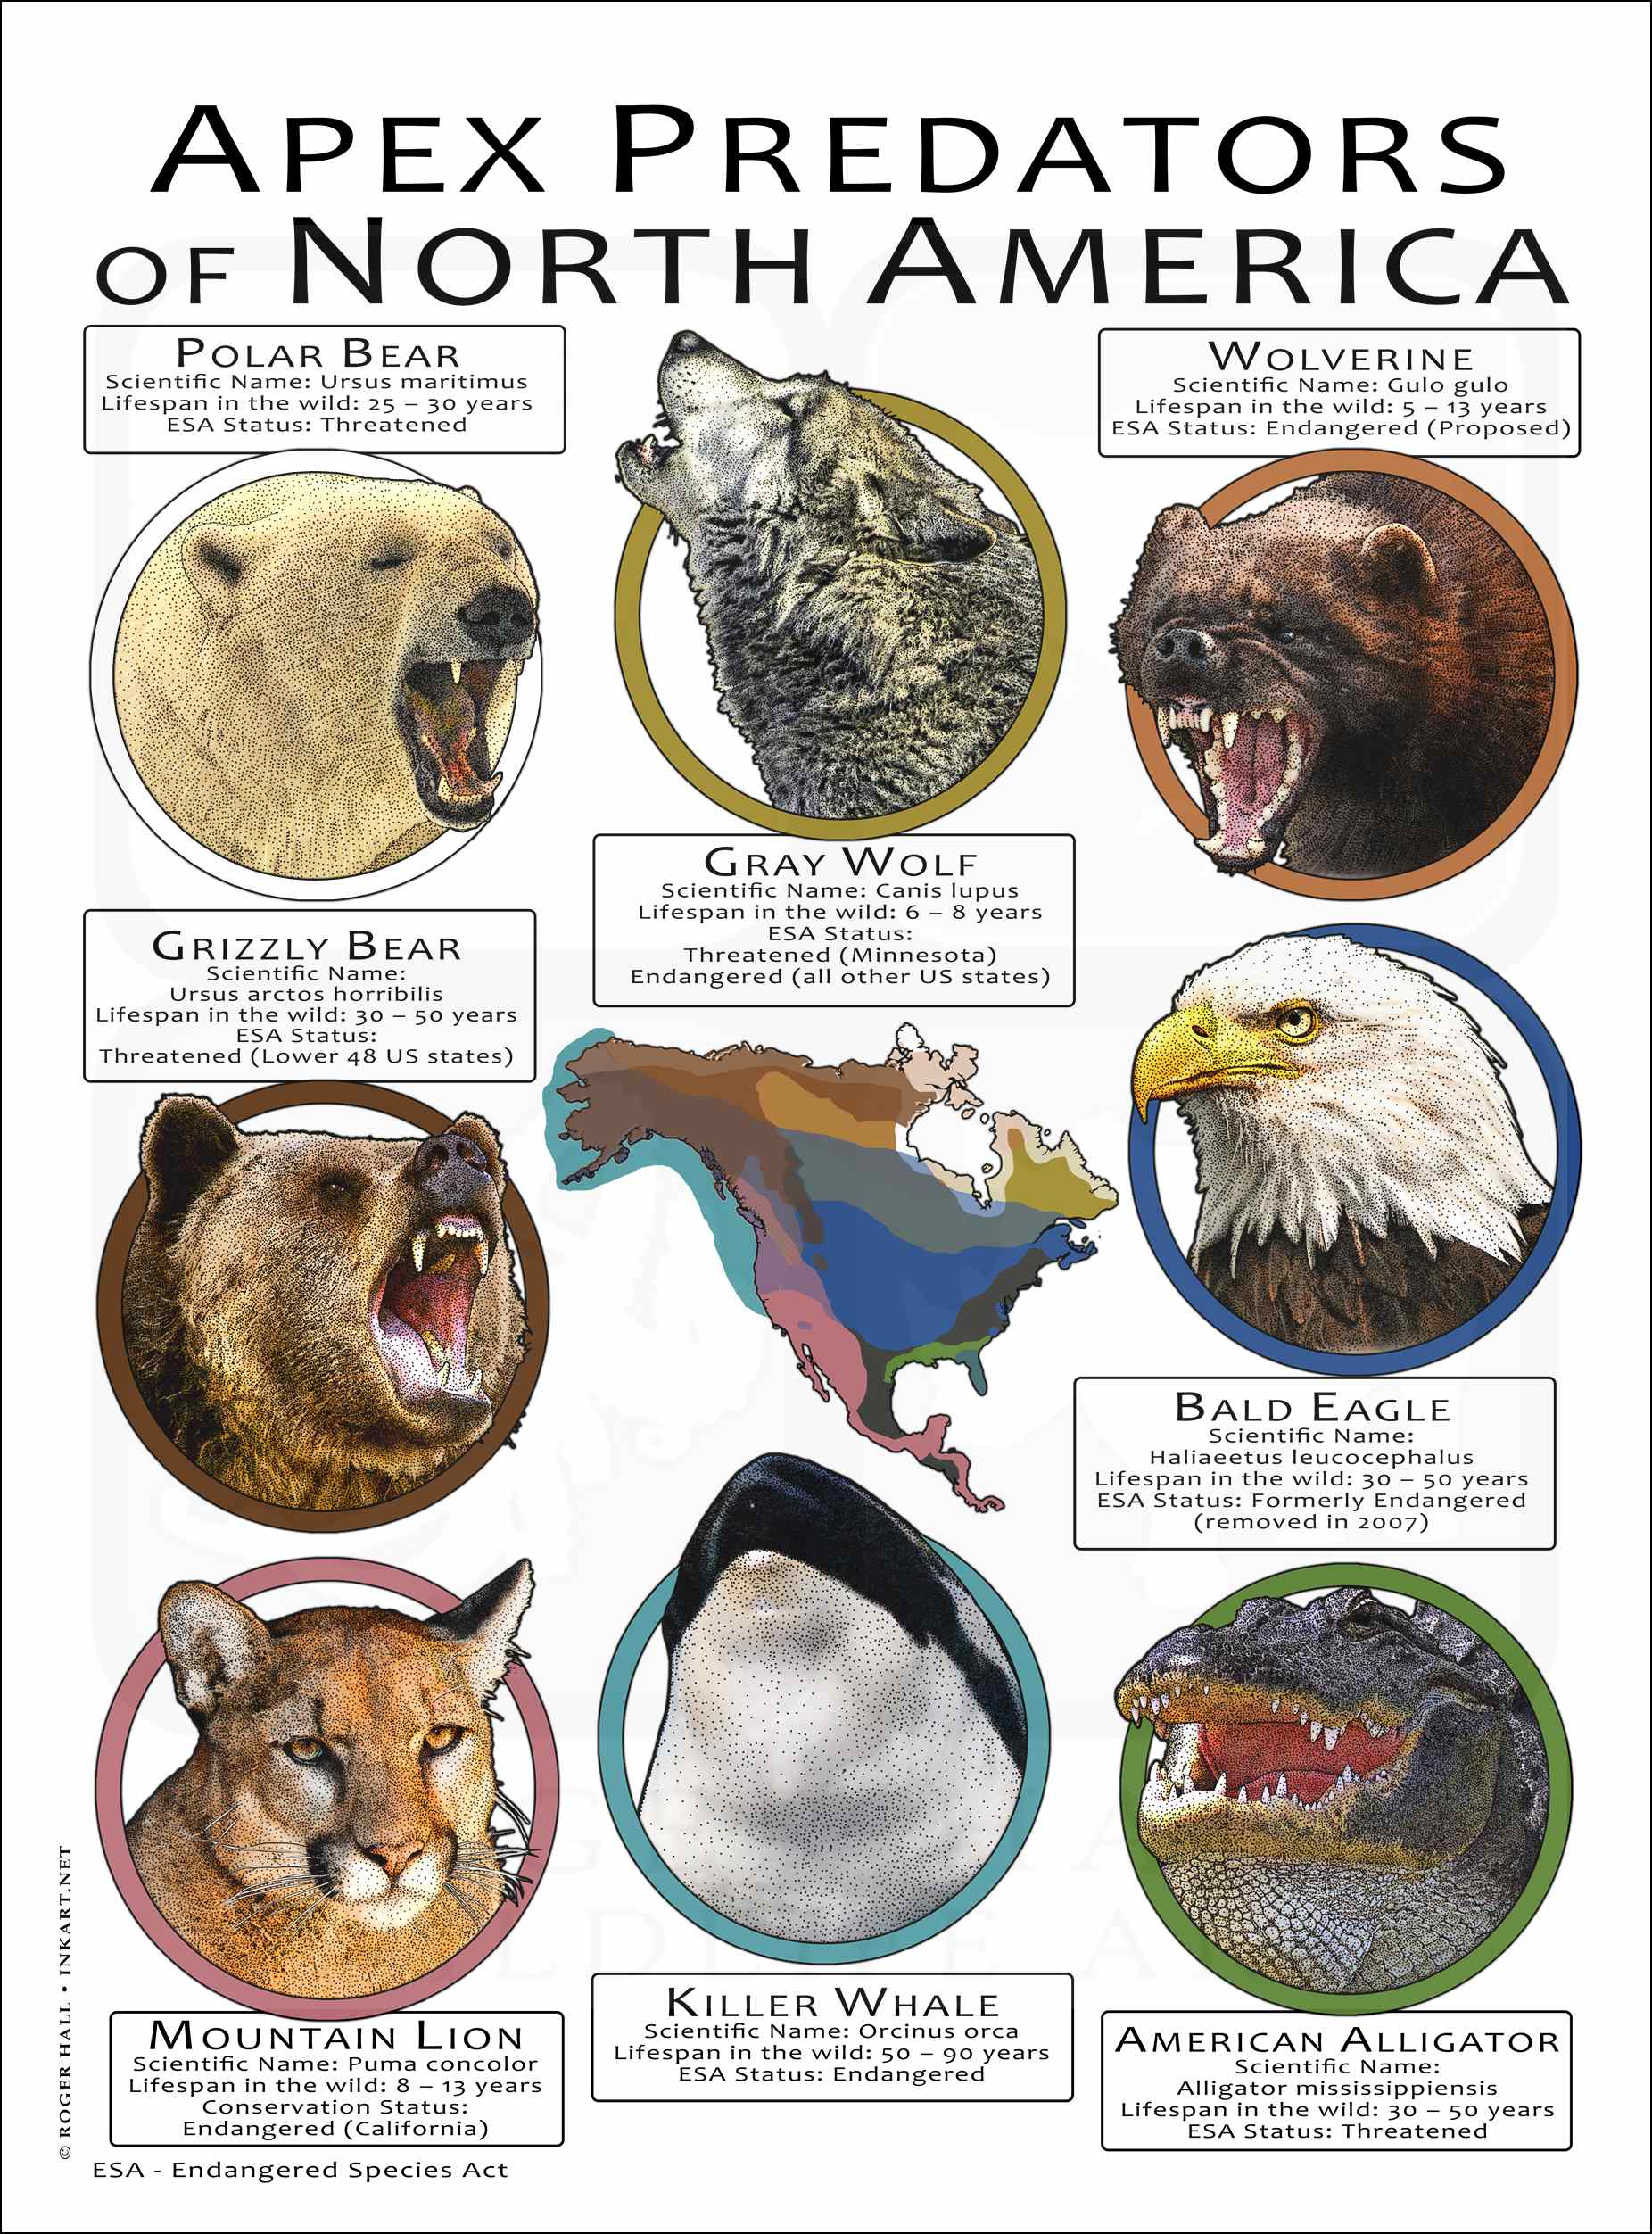 APEX PREDATORS
OF NORTH AMERICA
POLAR BEAR
Scientific Name: Ursus maritimus
Lifespan in the wild: 25 – 30 years
ESA Status: Threatened
WOLVERINE
Scientific Name: Gulo gulo
Lifespan in the wild: 5 – 13 years
ESA Status: Endangered (Proposed)
GRAY WOLF
Scientific Name: Canis lupus
Lifespan in the wild: 6 – 8 years
ESA Status:
Threatened (Minnesota)
Endangered (all other US states)
GRIZZLY BEAR
Scientific Name:
Ursus arctos horribilis
Lifespan in the wild: 30 – 50 years
ESA Status:
Threatened (Lower 48 US states)
BALD EAGLE
Scientific Name:
Haliaeetus leucocephalus
Lifespan in the wild: 30 – 50 years
ESA Status: Formerly Endangered
(removed in 2007)
MOUNTAIN LION
Scientific Name: Puma concolor
Lifespan in the wild: 8 – 13 years
Conservation Status:
Endangered (California)
KILLER WHALE
Scientific Name: Orcinus orca
Lifespan in the wild: 50 – 90 years
ESA Status: Endangered
AMERICAN ALLIGATOR
Scientific Name:
Alligator mississippiensis
Lifespan in the wild: 30 – 50 years
ESA Status: Threatened
ESA - Endangered Species Act
© ROGER HALL • INKART.NET